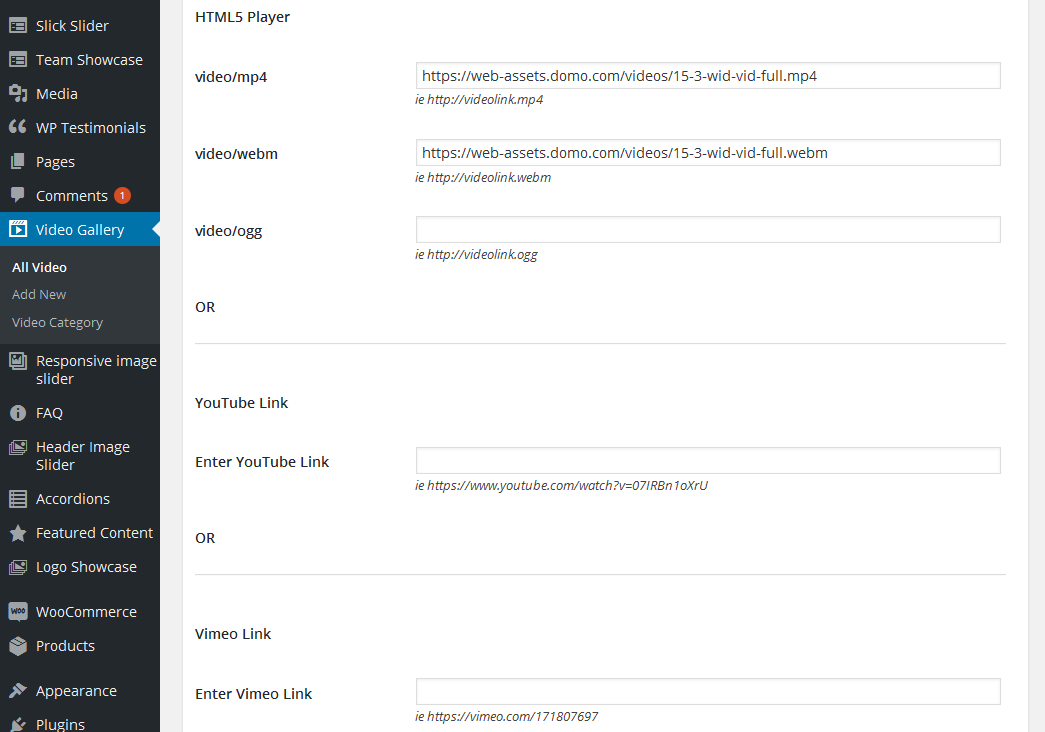 Slick Slider
Team Showcase
Media
WP Testimonials
Pages
Comments 1
Video Gallery
All Video
Add New
Video Category
Responsive image
slider
FAQ
Header Image
Slider
Accordions
Featured Content
Logo Showcase
WOO WooCommerce
Products
Appearance
Plugins
HTML5 Player
video/mp4
https://web-assets.domo.com/videos/15-3-wid-vid-full.mp4
ie http://videolink.mp4
video/webm
https://web-assets.domo.com/videos/15-3-wid-vid-full.webm
ie http://videolink.webm
video/ogg
ie http://videolink.ogg
OR
YouTube Link
Enter YouTube Link
ie https://www.youtube.com/watch?v=07IRBn1oXrU
OR
Vimeo Link
Enter Vimeo Link
ie https://vimeo.com/171807697